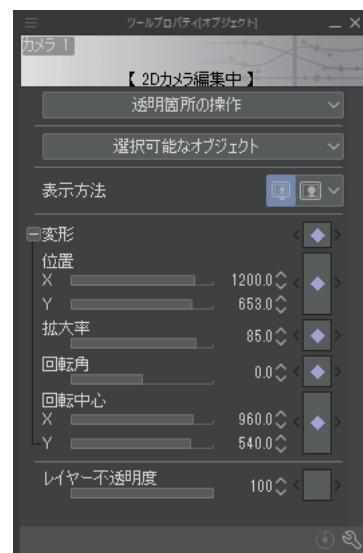 ツールプロパティ[オブジェクト]
カメラ 1
【 2Dカメラ編集中 】
透明箇所の操作
選択可能なオブジェクト
表示方法
変形
位置
X 1200.0
Y 653.0
拡大率
85.0
回転角
0.0
回転中心
X 960.0
Y 540.0
レイヤー不透明度
100